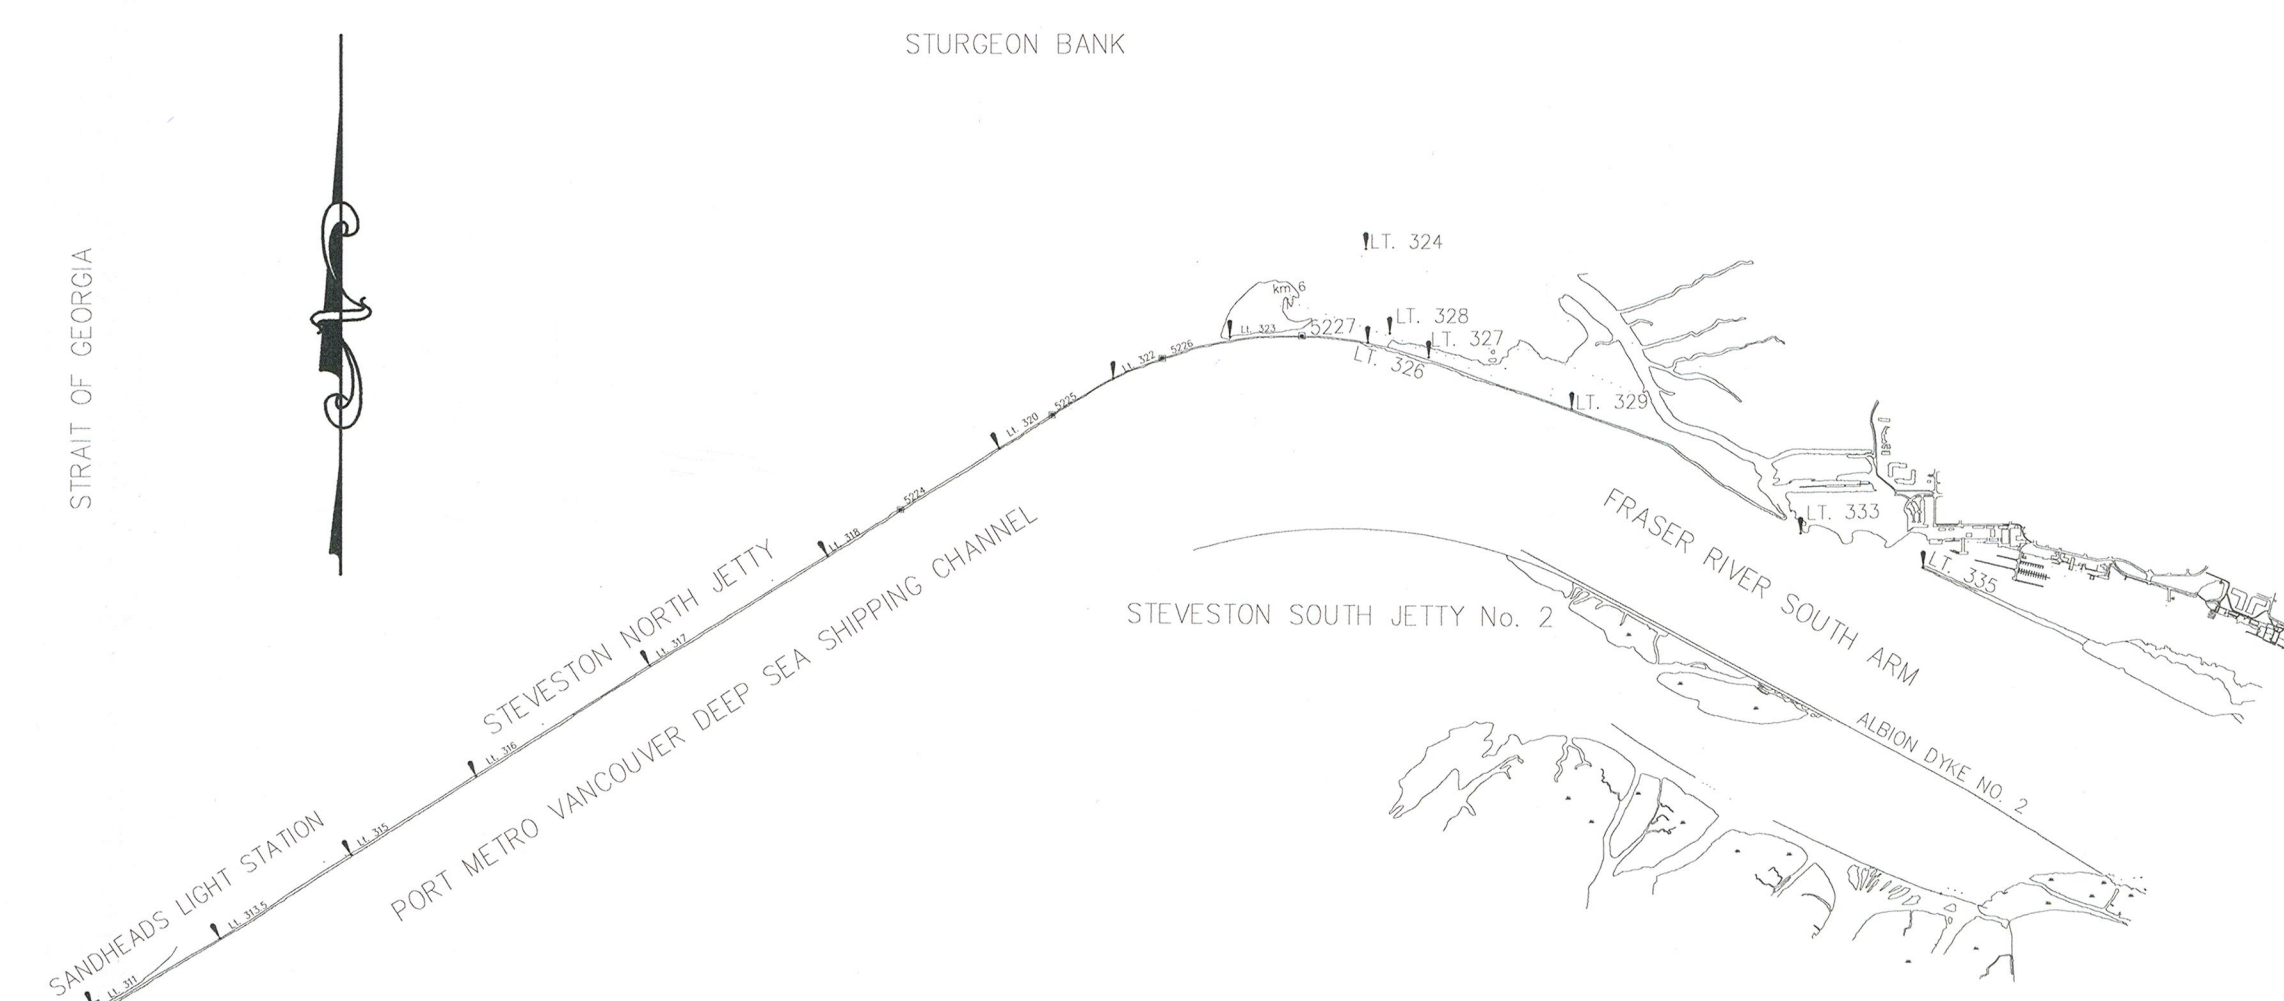 STURGEON BANK
STRAIT OF GEORGIA
LT. 324
km 6
LT. 328
5227
Lt. 323
LT. 327
5226
Lt. 322
LT. 326
5225
LT. 329
Lt. 320
5224
Lt. 318
LT. 333
FRASER RIVER SOUTH ARM
LT. 335
STEVESTON NORTH JETTY
STEVESTON SOUTH JETTY No. 2
PORT METRO VANCOUVER DEEP SEA SHIPPING CHANNEL
Lt. 317
Lt. 316
ALBION DYKE NO. 2
Lt. 315
SANDHEADS LIGHT STATION
Lt. 313.5
Lt. 311